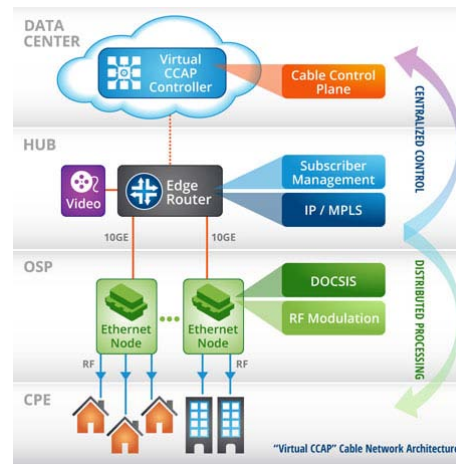 DATA
CENTER
Virtual
CCAP
Controller
Cable Control
Plane
CENTRALIZED CONTROL
HUB
Video
Edge
Router
Subscriber
Management
IP / MPLS
10GE
10GE
OSP
Ethernet
Node
Ethernet
Node
DOCSIS
RF Modulation
DISTRIBUTED PROCESSING
RF
RF
CPE
"Virtual CCAP" Cable Network Architecture